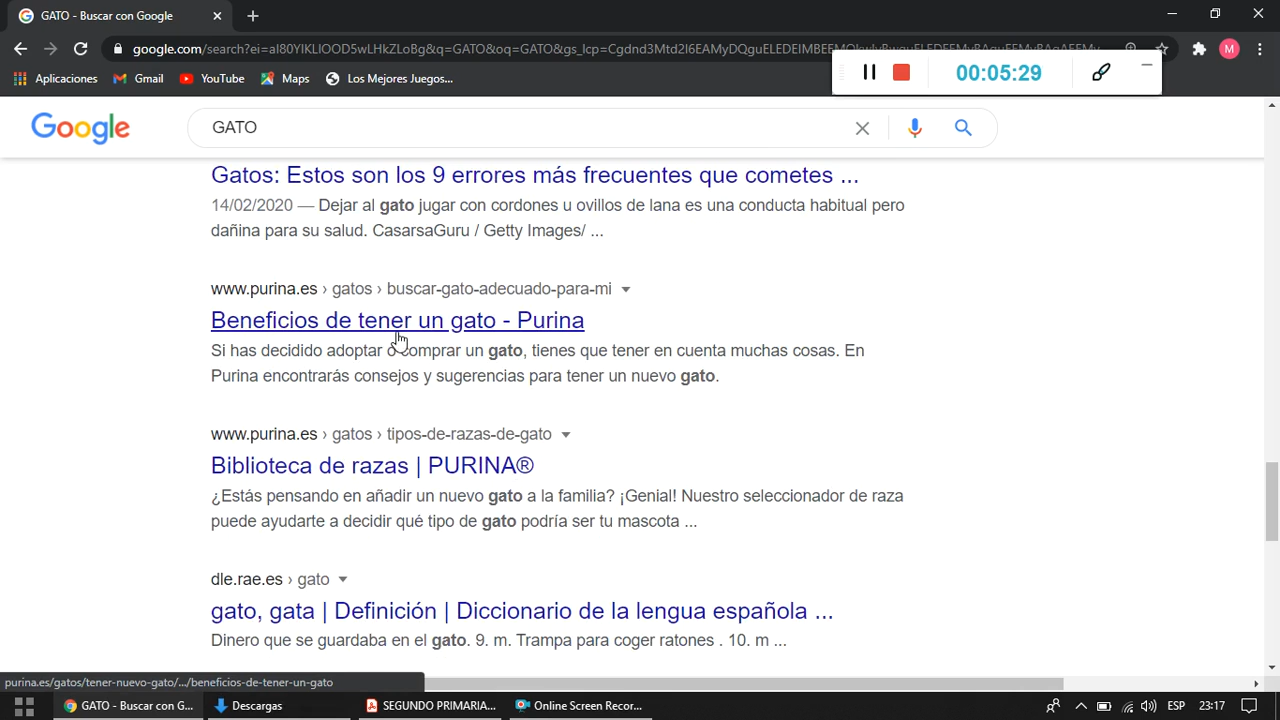 GATO - Buscar con Google
google.com/search?ei=al80YIKLIOOD5wLHkZLoBg&q=GATO&oq=GATO&gs_lcp=Cgdnd3Mtd2l6EAMyDQguELEDEIMBEE
Aplicaciones Gmail YouTube Maps Los Mejores Juegos...
00:05:29
M
Google
GATO
Gatos: Estos son los 9 errores más frecuentes que cometes ...
14/02/2020 — Dejar al gato jugar con cordones u ovillos de lana es una conducta habitual pero
dañina para su salud. CasarsaGuru / Getty Images/ ...
www.purina.es › gatos › buscar-gato-adecuado-para-mi
Beneficios de tener un gato - Purina
Si has decidido adoptar o comprar un gato, tienes que tener en cuenta muchas cosas. En
Purina encontrarás consejos y sugerencias para tener un nuevo gato.
www.purina.es › gatos › tipos-de-razas-de-gato
Biblioteca de razas | PURINA®
¿Estás pensando en añadir un nuevo gato a la familia? ¡Genial! Nuestro seleccionador de raza
puede ayudarte a decidir qué tipo de gato podría ser tu mascota ...
dle.rae.es › gato
gato, gata | Definición | Diccionario de la lengua española ...
Dinero que se guardaba en el gato. 9. m. Trampa para coger ratones . 10. m ...
purina.es/gatos/tener-nuevo-gato/.../beneficios-de-tener-un-gato
GATO - Buscar con G... Descargas SEGUNDO PRIMARIA... Online Screen Recor... ESP 23:17